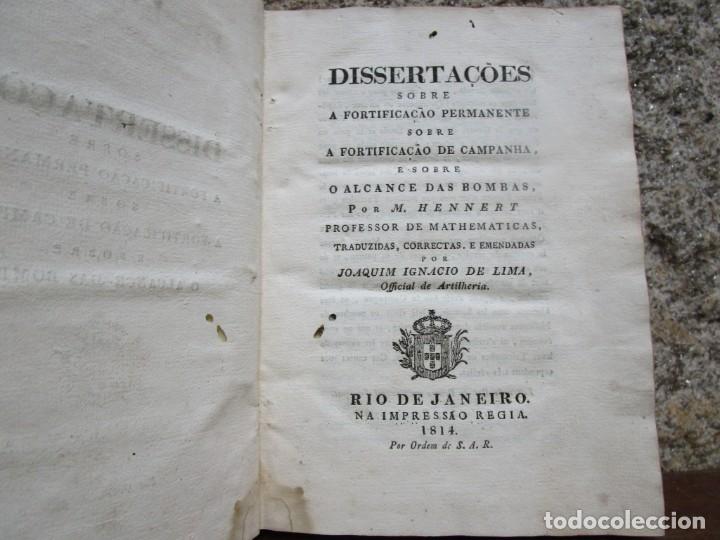 DISSERTAÇÕES
SOBRE
A FORTIFICAÇÃO PERMANENTE
SOBRE
A FORTIFICAÇÃO DE CAMPANHA,
E SOBRE
O ALCANCE DAS BOMBAS,
POR M. HENNERT
PROFESSOR DE MATHEMATICAS,
TRADUZIDAS, CORRECTAS, E EMENDADAS
POR
JOAQUIM IGNACIO DE LIMA,
Official de Artilheria.
RIO DE JANEIRO.
NA IMPRESSÃO REGIA.
1814.
Por Ordem de S. A. R.
todocoleccion